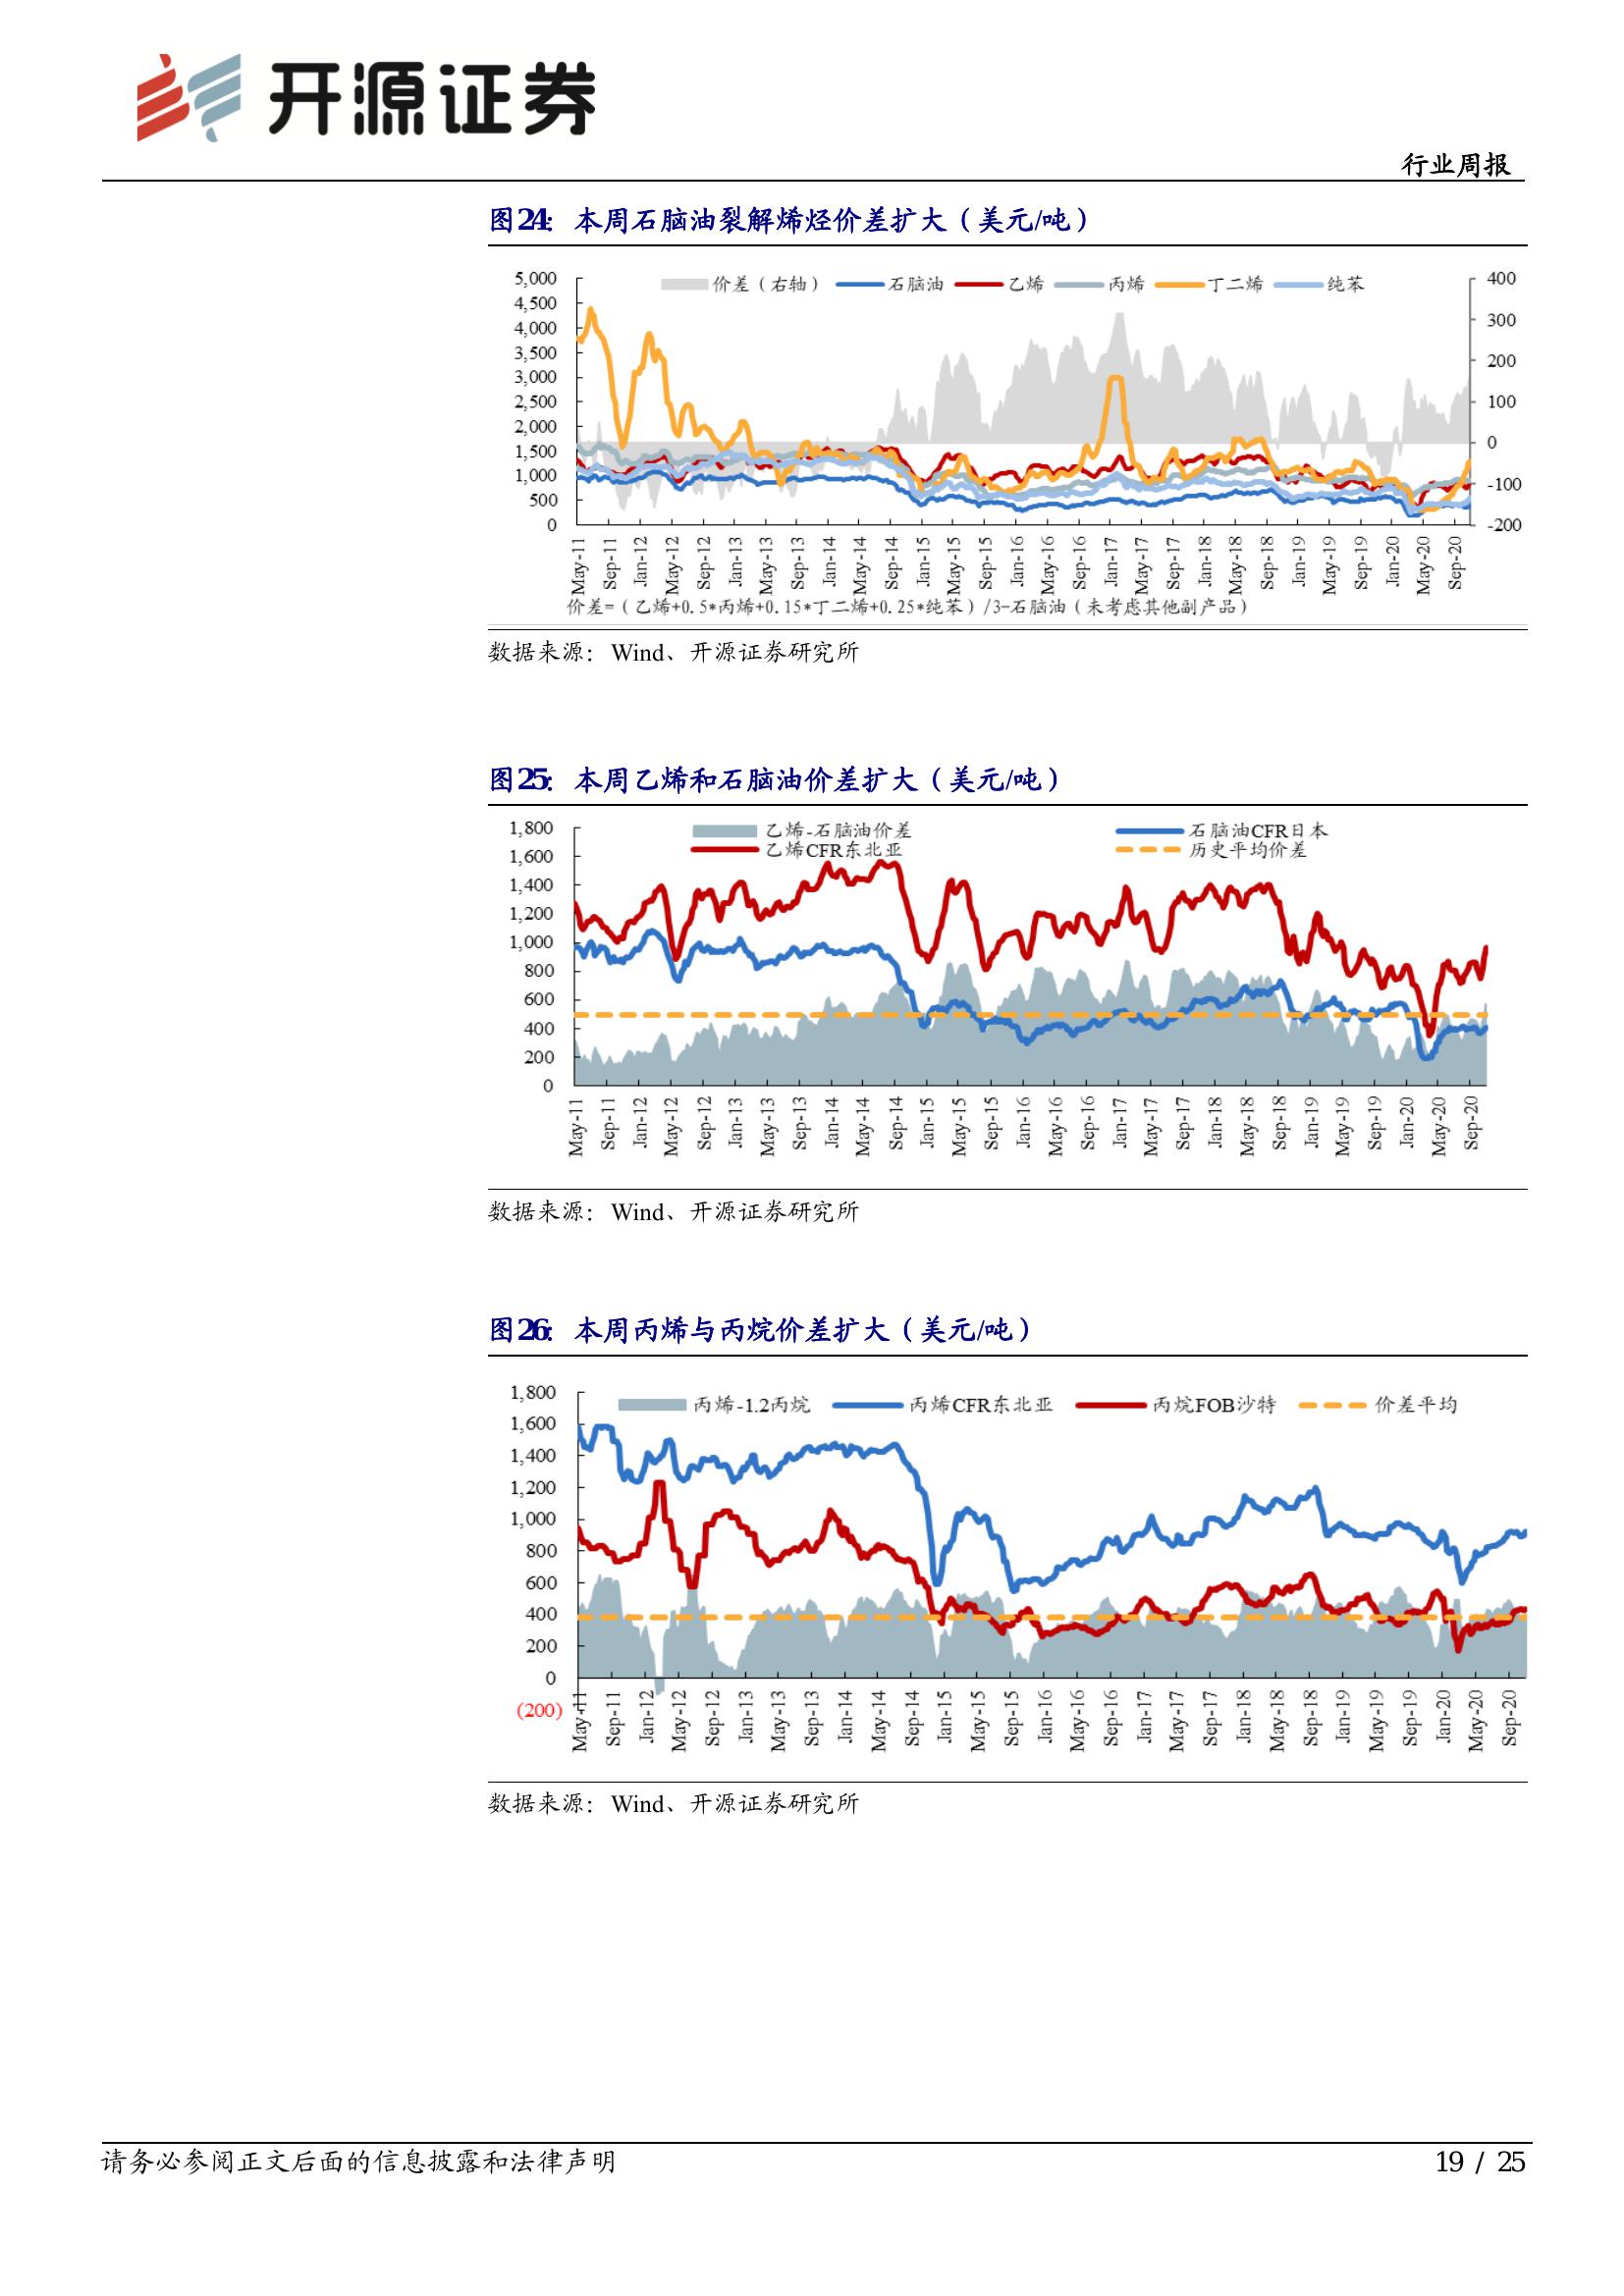 开源证券
行业周报
图24: 本周石脑油裂解烯烃价差扩大（美元/吨）
价差（右轴） 石脑油 乙烯 丙烯 丁二烯 纯苯
5,000 400
4,500
4,000 300
3,500
3,000 200
2,500 100
2,000
1,500 0
1,000 -100
500
0 -200
May-11 Sep-11 Jan-12 May-12 Sep-12 Jan-13 May-13 Sep-13 Jan-14 May-14 Sep-14 Jan-15 May-15 Sep-15 Jan-16 May-16 Sep-16 Jan-17 May-17 Sep-17 Jan-18 May-18 Sep-18 Jan-19 May-19 Sep-19 Jan-20 May-20 Sep-20
价差=（乙烯+0.5*丙烯+0.15*丁二烯+0.25*纯苯）/3-石脑油（未考虑其他副产品）
数据来源：Wind、开源证券研究所
图25: 本周乙烯和石脑油价差扩大（美元/吨）
乙烯-石脑油价差 石脑油CFR日本
乙烯CFR东北亚 历史平均价差
1,800
1,600
1,400
1,200
1,000
800
600
400
200
0
May-11 Sep-11 Jan-12 May-12 Sep-12 Jan-13 May-13 Sep-13 Jan-14 May-14 Sep-14 Jan-15 May-15 Sep-15 Jan-16 May-16 Sep-16 Jan-17 May-17 Sep-17 Jan-18 May-18 Sep-18 Jan-19 May-19 Sep-19 Jan-20 May-20 Sep-20
数据来源：Wind、开源证券研究所
图26: 本周丙烯与丙烷价差扩大（美元/吨）
丙烯-1.2丙烷 丙烯CFR东北亚 丙烷FOB沙特 价差平均
1,800
1,600
1,400
1,200
1,000
800
600
400
200
0
(200)
May-11 Sep-11 Jan-12 May-12 Sep-12 Jan-13 May-13 Sep-13 Jan-14 May-14 Sep-14 Jan-15 May-15 Sep-15 Jan-16 May-16 Sep-16 Jan-17 May-17 Sep-17 Jan-18 May-18 Sep-18 Jan-19 May-19 Sep-19 Jan-20 May-20 Sep-20
数据来源：Wind、开源证券研究所
请务必参阅正文后面的信息披露和法律声明 19 / 25